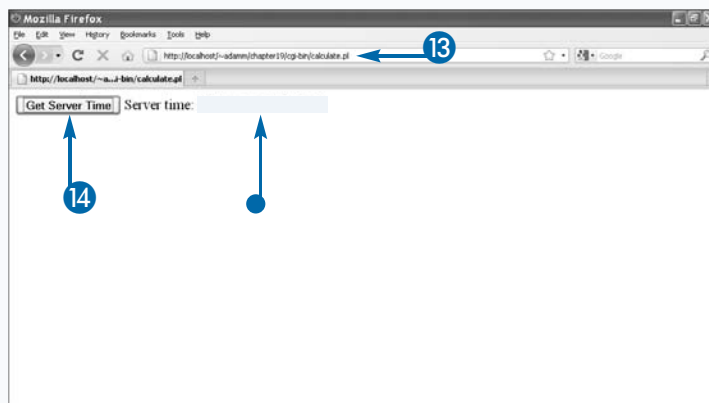 Mozilla Firefox
File Edit View History Bookmarks Tools Help
http://localhost/~adamm/chapter19/cgi-bin/calculate.pl
13
Google
http://localhost/~a...i-bin/calculate.pl
Get Server Time Server time:
14